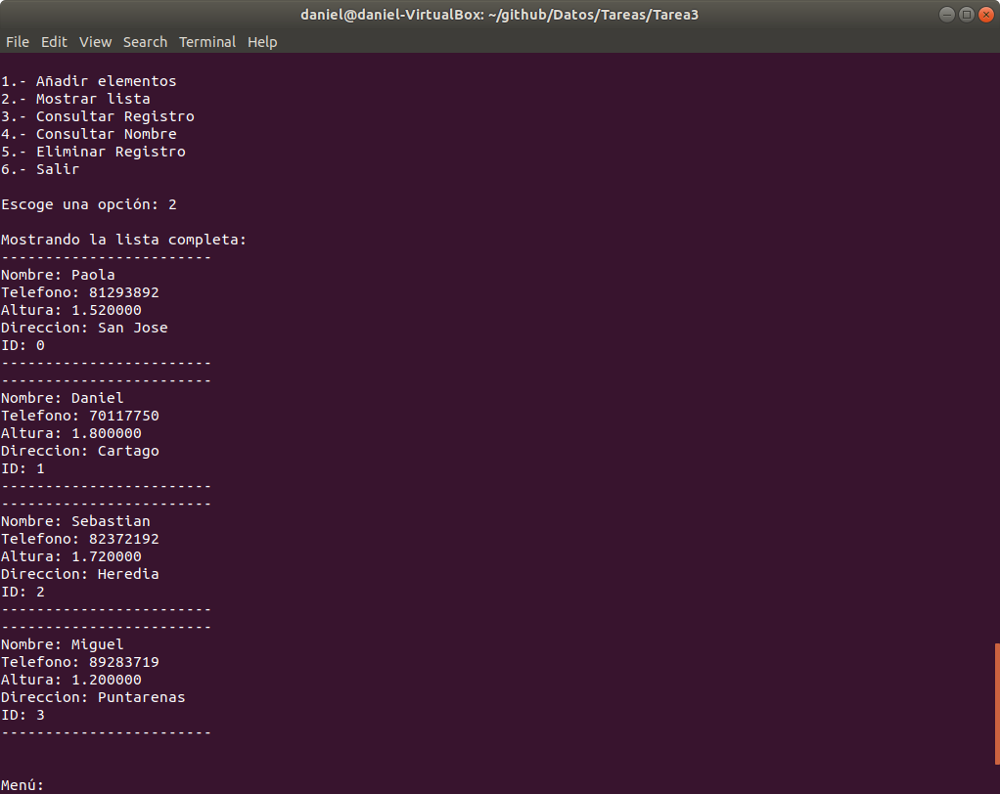 daniel@daniel-VirtualBox: ~/github/Datos/Tareas/Tarea3
File Edit View Search Terminal Help
1.- Añadir elementos
2.- Mostrar lista
3.- Consultar Registro
4.- Consultar Nombre
5.- Eliminar Registro
6.- Salir
Escoge una opción: 2
Mostrando la lista completa:
------------------------
Nombre: Paola
Telefono: 81293892
Altura: 1.520000
Direccion: San Jose
ID: 0
------------------------
------------------------
Nombre: Daniel
Telefono: 70117750
Altura: 1.800000
Direccion: Cartago
ID: 1
------------------------
------------------------
Nombre: Sebastian
Telefono: 82372192
Altura: 1.720000
Direccion: Heredia
ID: 2
------------------------
------------------------
Nombre: Miguel
Telefono: 89283719
Altura: 1.200000
Direccion: Puntarenas
ID: 3
------------------------
Menú: